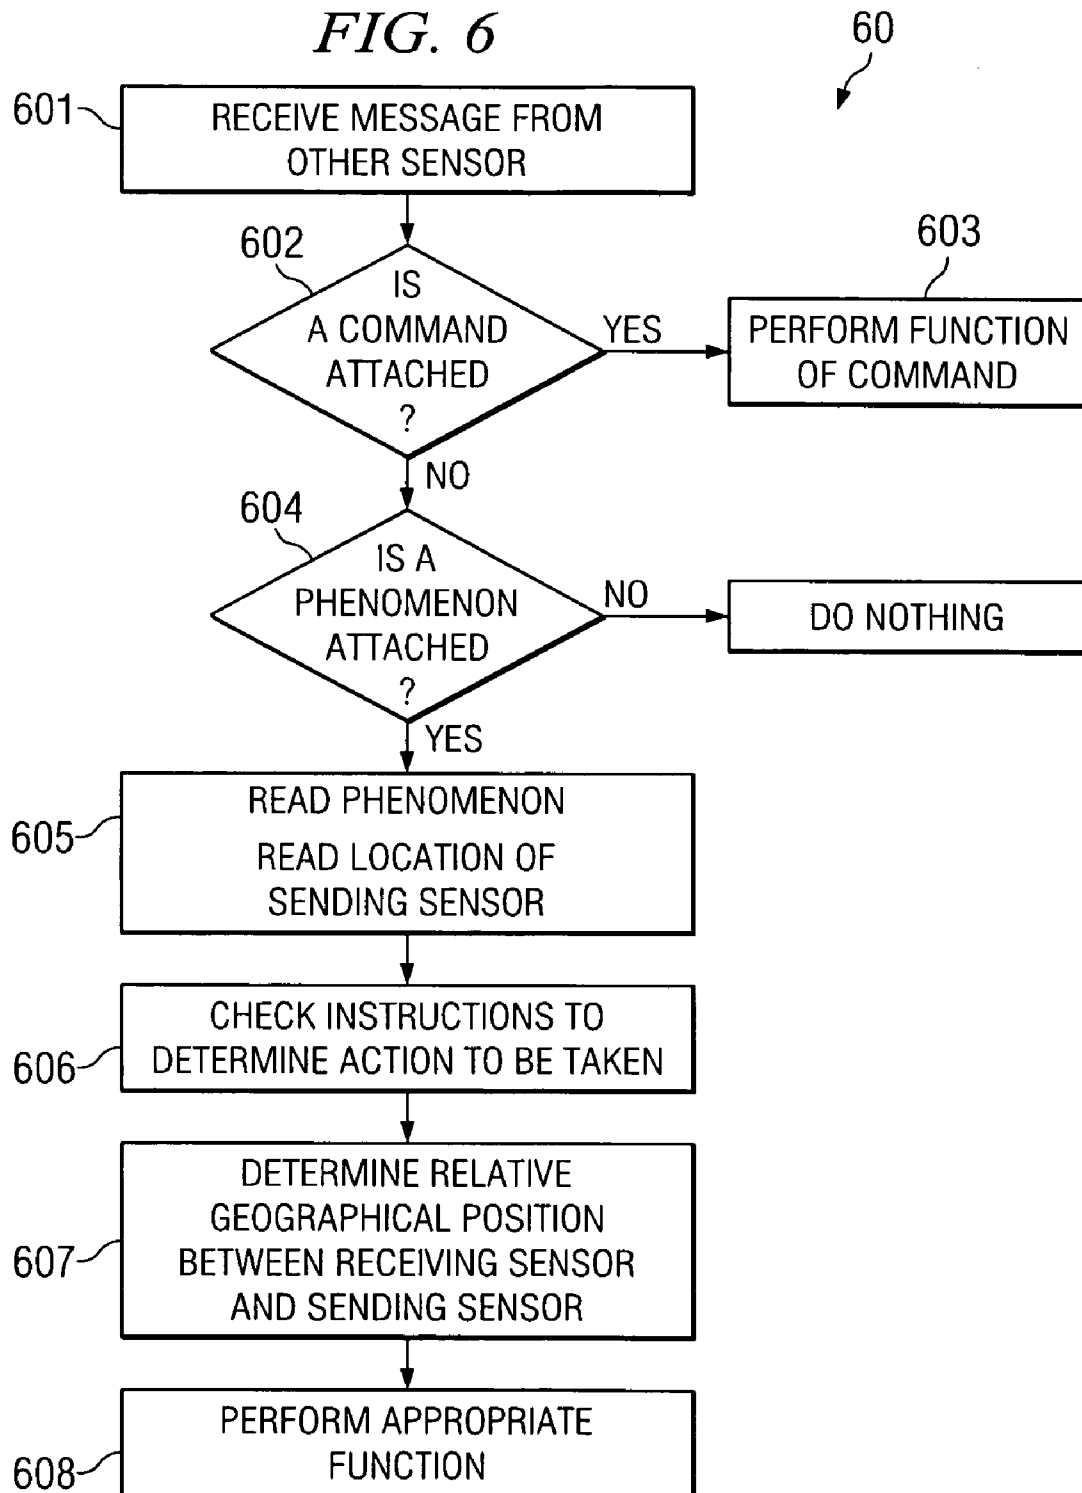 FIG. 6
60
601
RECEIVE MESSAGE FROM
OTHER SENSOR
602
IS
A COMMAND
ATTACHED
?
YES
603
PERFORM FUNCTION
OF COMMAND
NO
604
IS A
PHENOMENON
ATTACHED
?
NO
DO NOTHING
YES
605
READ PHENOMENON
READ LOCATION OF
SENDING SENSOR
606
CHECK INSTRUCTIONS TO
DETERMINE ACTION TO BE TAKEN
607
DETERMINE RELATIVE
GEOGRAPHICAL POSITION
BETWEEN RECEIVING SENSOR
AND SENDING SENSOR
608
PERFORM APPROPRIATE
FUNCTION